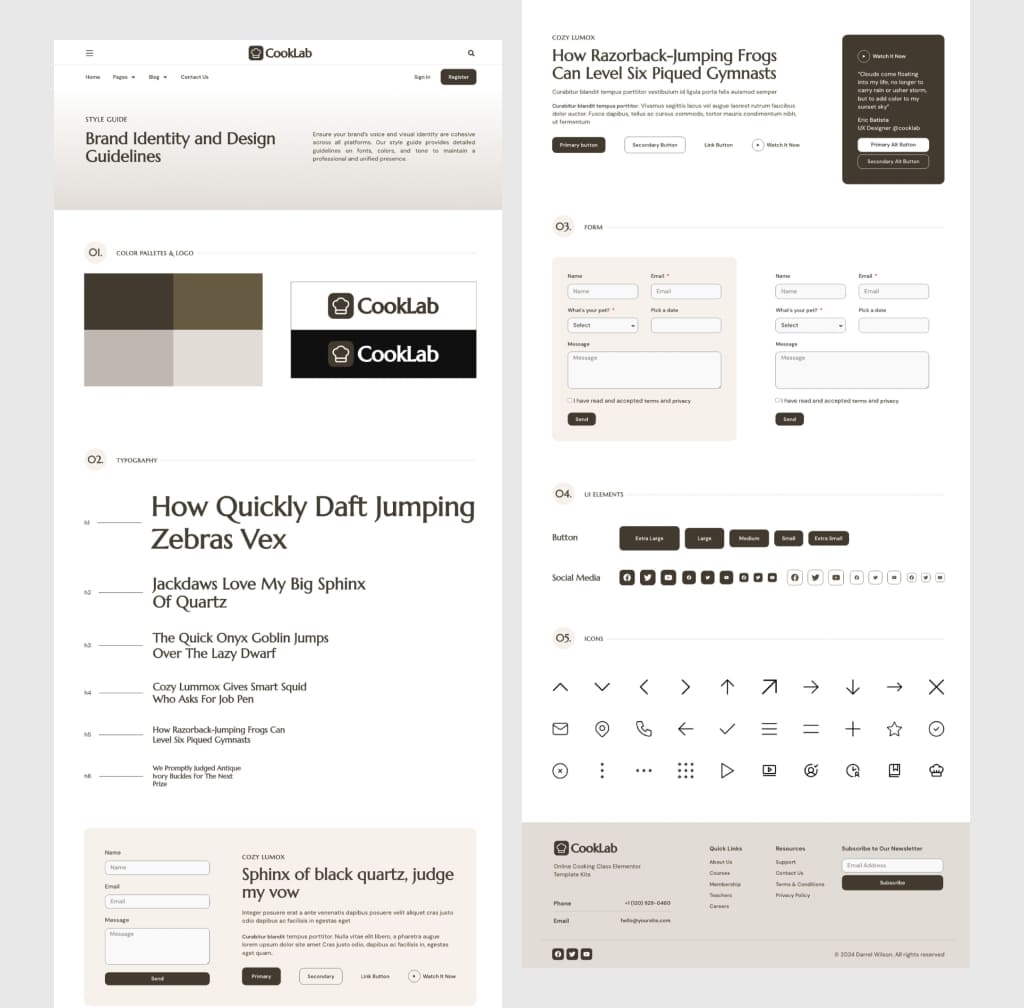 CookLab
Home
Pages
Blog
Contact Us
Sign In
Register
STYLE GUIDE
Brand Identity and Design
Guidelines
Ensure your brand's voice and visual identity are cohesive
across all platforms. Our style guide provides detailed
guidelines on fonts, colors, and tone to maintain a
professional and unified presence.
01.
COLOR PALLETES & LOGO
CookLab
CookLab
02.
TYPOGRAPHY
h1
How Quickly Daft Jumping
Zebras Vex
h2
Jackdaws Love My Big Sphinx
Of Quartz
h3
The Quick Onyx Goblin Jumps
Over The Lazy Dwarf
h4
Cozy Lummox Gives Smart Squid
Who Asks For Job Pen
h5
How Razorback-Jumping Frogs Can
Level Six Piqued Gymnasts
h6
We Promptly Judged Antique
Ivory Buckles For The Next
Prize
Name
Name
Email
Email
Message
Message
Send
COZY LUMOX
Sphinx of black quartz, judge
my vow
Integer posuere erat a ante venenatis dapibus posuere velit aliquet cras justo
odio dapibus ac facilisis in egestas eget
Curabitur blandit tempus porttitor. Nulla vitae elit libero, a pharetra augue
lorem upsum dolor site amet Cras justo odio, dapibus ac facilisis in, egestas
eget quam.
Primary
Secondary
Link Button
Watch It Now
COZY LUMOX
How Razorback-Jumping Frogs
Can Level Six Piqued Gymnasts
Curabitur blandit tempus porttitor vestibulum id ligula porta felis euismod semper
Curabitur blandit tempus porttitor. Vivamus sagittis lacus vel augue laoreet rutrum faucibus
dolor auctor. Fusce dapibus, tellus ac cursus commodo, tortor mauris condimentum nibh,
ut fermentum
Primary button
Secondary Button
Link Button
Watch It Now
Watch It Now
"Clouds come floating
into my life, no longer to
carry rain or usher storm,
but to add color to my
sunset sky"
Eric Batista
UX Designer @cooklab
Primary Alt Button
Secondary Alt Button
03.
FORM
Name
Email *
Name
Email
What's your pet? *
Pick a date
Select
Message
Message
I have read and accepted terms and privacy
Send
Name
Email *
Name
Email
What's your pet? *
Pick a date
Select
Message
Message
I have read and accepted terms and privacy
Send
04.
UI ELEMENTS
Button
Extra Large
Large
Medium
Small
Extra Small
Social Media
05.
ICONS
CookLab
Online Cooking Class Elementor
Template Kits
Phone
+1 (120) 929-0460
Email
hello@yoursite.com
Quick Links
About Us
Courses
Membership
Teachers
Careers
Resources
Support
Contact Us
Terms & Conditions
Privacy Policy
Subscribe to Our Newsletter
Email Address
Subscribe
© 2024 Darrel Wilson. All rights reserved